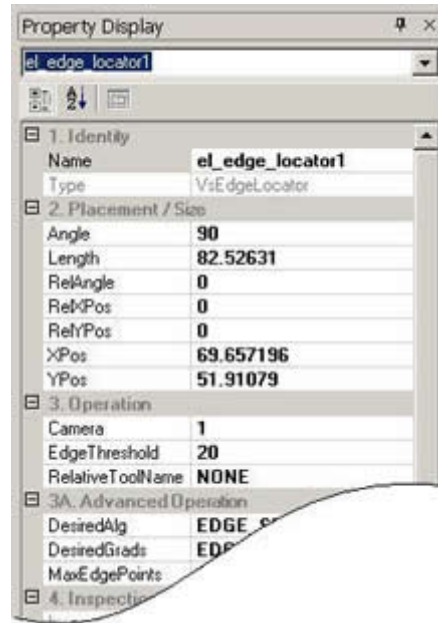 Property Display
el_edge_locator1
1. Identity
Name el_edge_locator1
Type VsEdgeLocator
2. Placement / Size
Angle 90
Length 82.52631
RelAngle 0
RelXPos 0
RelYPos 0
XPos 69.657196
YPos 51.91079
3. Operation
Camera 1
EdgeThreshold 20
RelativeToolName NONE
3A. Advanced Operation
DesiredAlg
DesiredGrads
MaxEdgePoints
4.